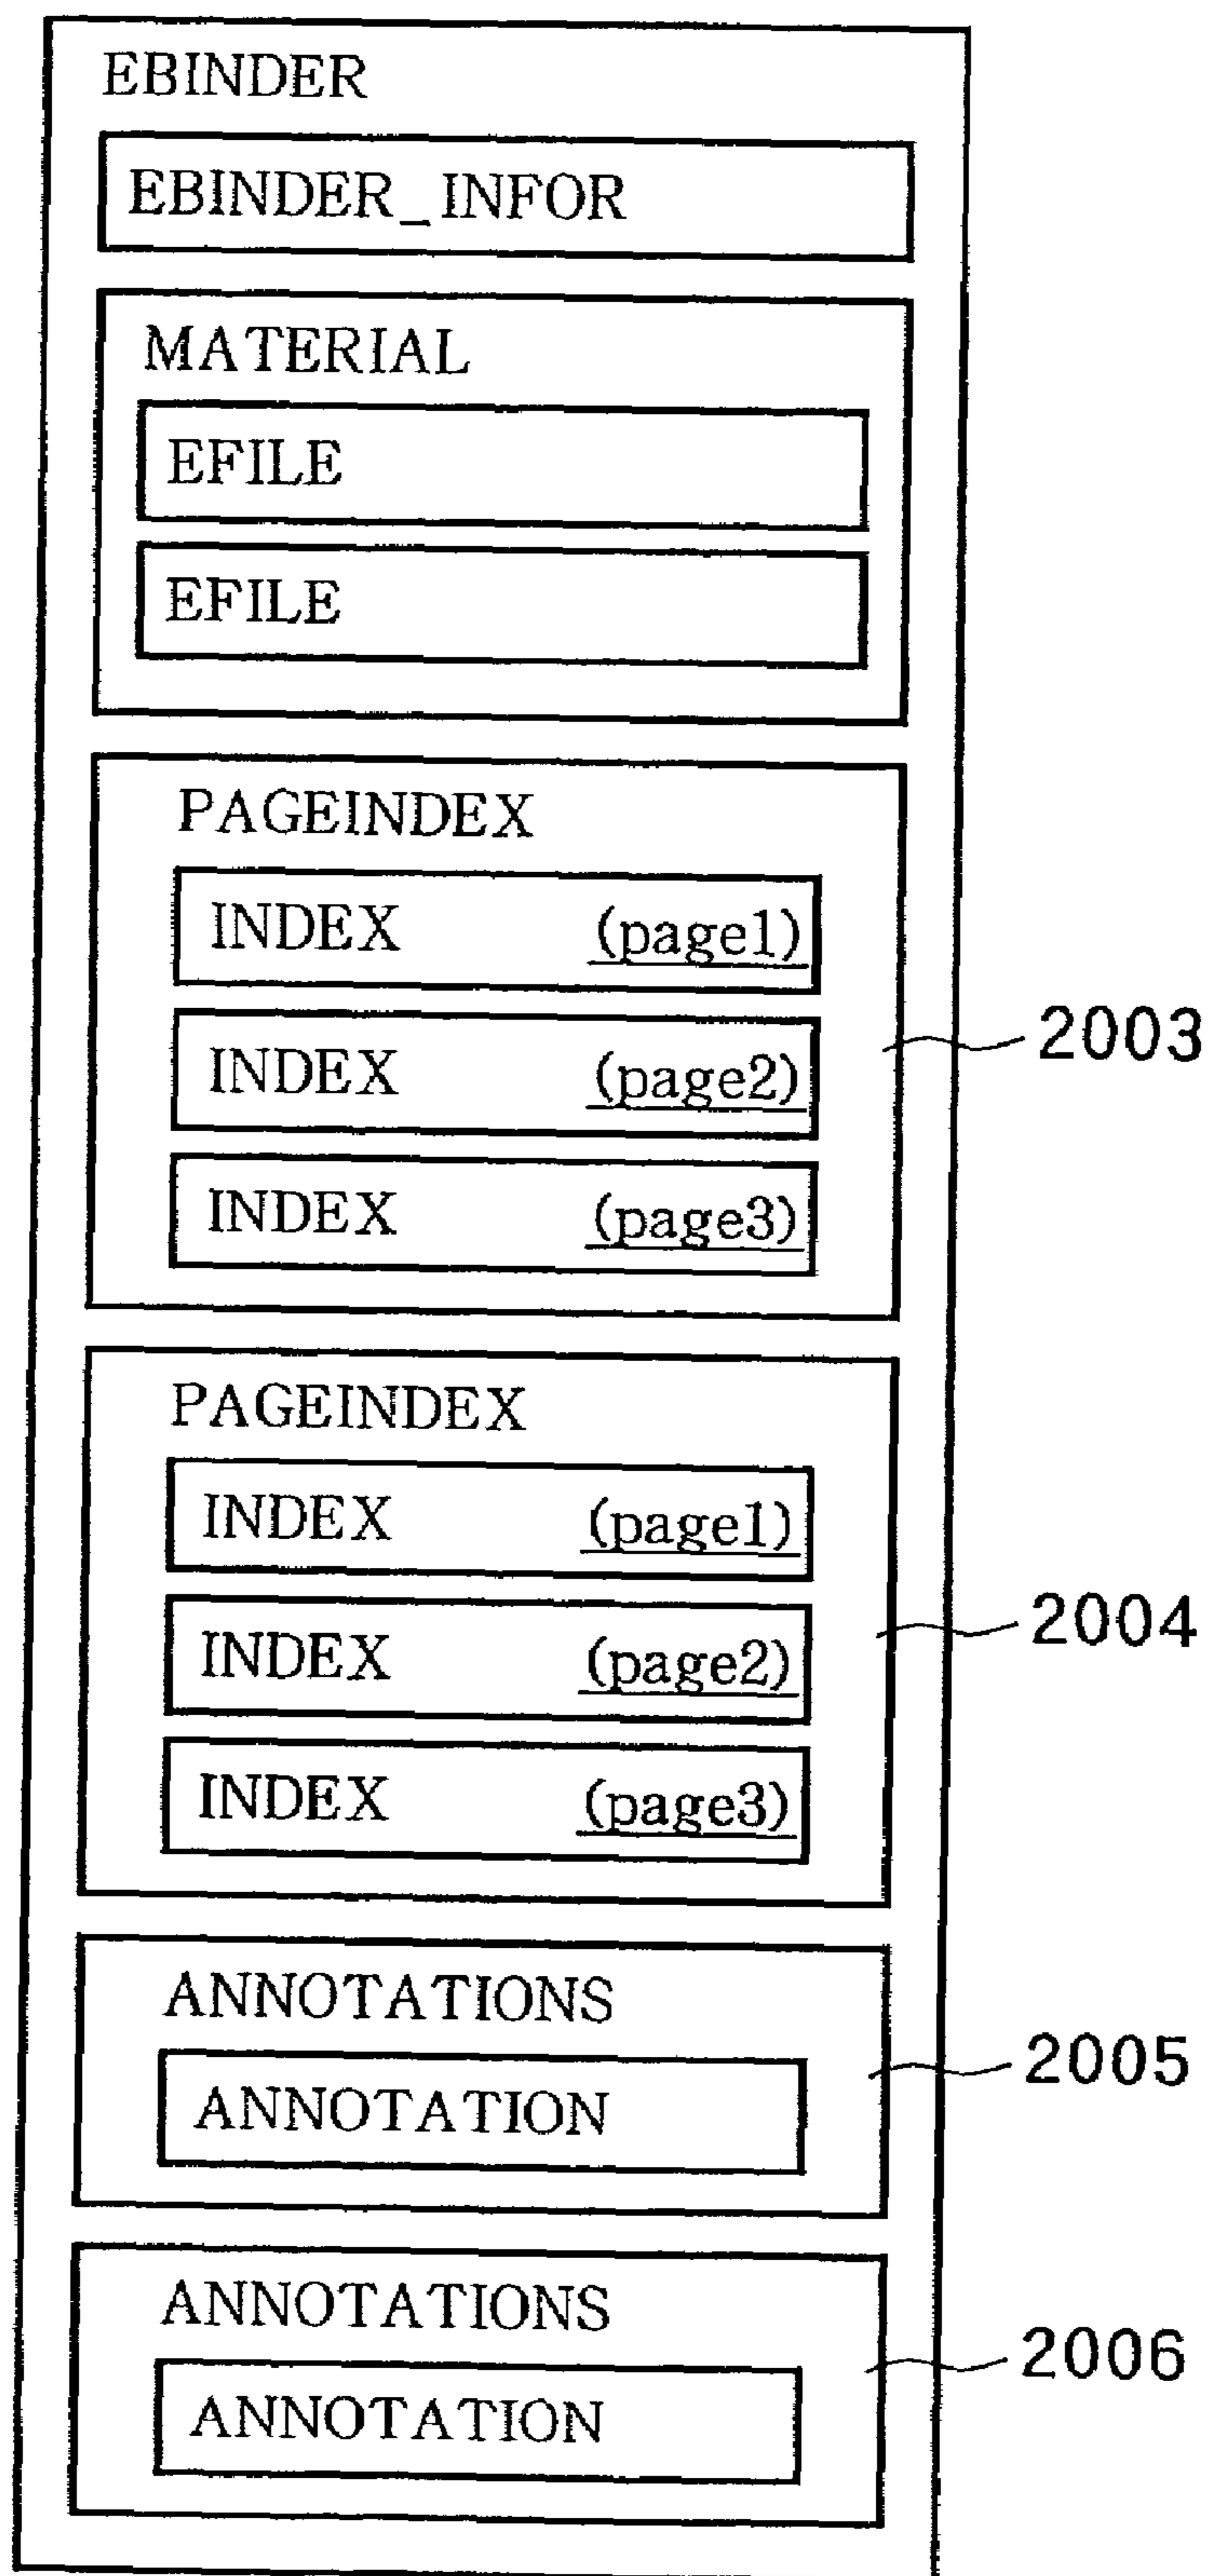 EBINDER
EBINDER_INFOR
MATERIAL
EFILE
EFILE
PAGEINDEX
INDEX (page1)
INDEX (page2)
2003
INDEX (page3)
PAGEINDEX
INDEX (page1)
INDEX (page2)
2004
INDEX (page3)
ANNOTATIONS
2005
ANNOTATION
ANNOTATIONS
2006
ANNOTATION